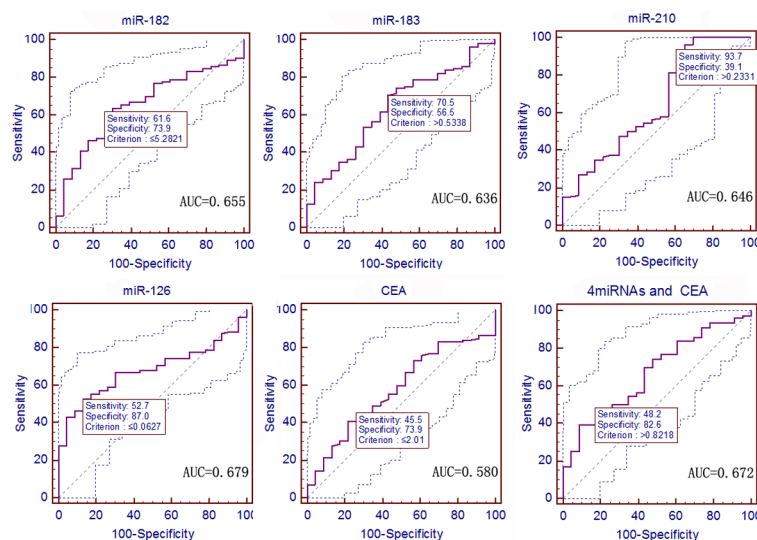 miR-182
100
80
60
40
20
0
Sensitivity
Sensitivity: 61.6
Specificity: 73.9
Criterion : ≤5.2821
AUC=0.655
0 20 40 60 80 100
100-Specificity
miR-183
100
80
60
40
20
0
Sensitivity
Sensitivity: 70.5
Specificity: 56.5
Criterion : >0.5338
AUC=0.636
0 20 40 60 80 100
100-Specificity
miR-210
100
80
60
40
20
0
Sensitivity
Sensitivity: 93.7
Specificity: 39.1
Criterion : >0.2331
AUC=0.646
0 20 40 60 80 100
100-Specificity
miR-126
100
80
60
40
20
0
Sensitivity
Sensitivity: 52.7
Specificity: 87.0
Criterion : ≤0.0627
AUC=0.679
0 20 40 60 80 100
100-Specificity
CEA
100
80
60
40
20
0
Sensitivity
Sensitivity: 45.5
Specificity: 73.9
Criterion : ≤2.01
AUC=0.580
0 20 40 60 80 100
100-Specificity
4miRNAs and CEA
100
80
60
40
20
0
Sensitivity
Sensitivity: 48.2
Specificity: 82.6
Criterion : >0.8218
AUC=0.672
0 20 40 60 80 100
100-Specificity